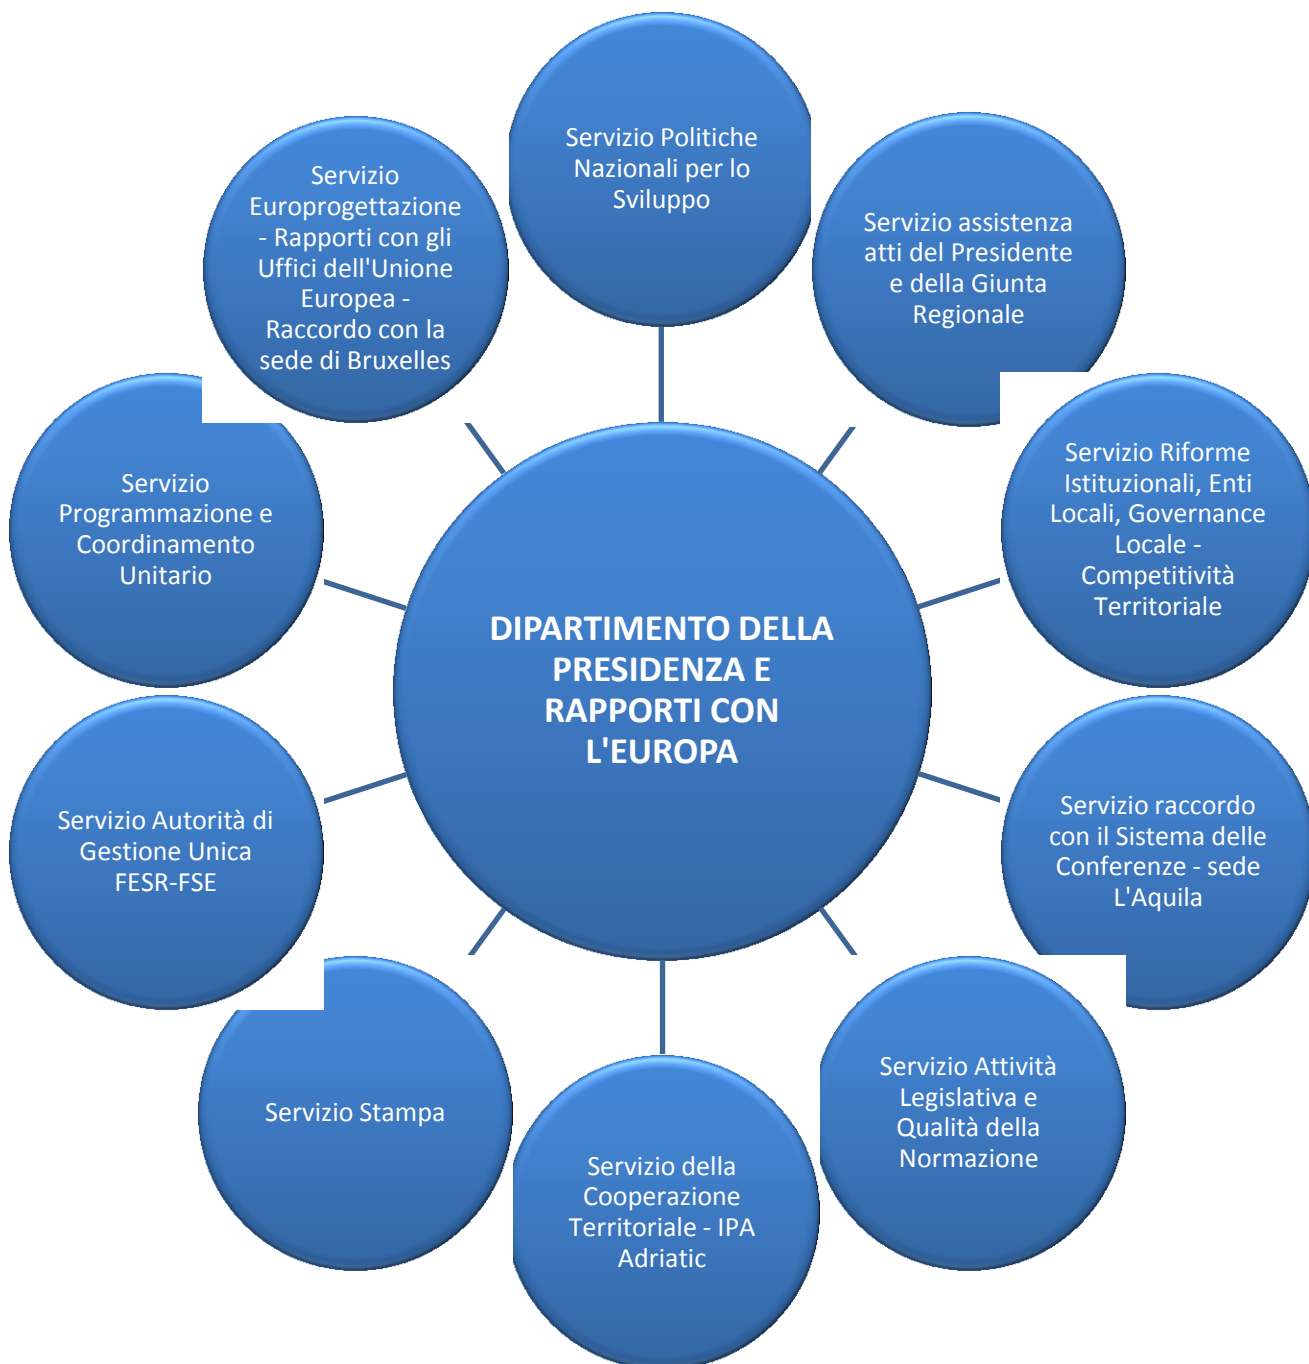 Servizio Politiche
Nazionali per lo
Sviluppo
Servizio assistenza
atti del Presidente
e della Giunta
Regionale
Servizio Riforme
Istituzionali, Enti
Locali, Governance
Locale -
Competitività
Territoriale
Servizio raccordo
con il Sistema delle
Conferenze - sede
L'Aquila
Servizio Attività
Legislativa e
Qualità della
Normazione
Servizio della
Cooperazione
Territoriale - IPA
Adriatic
Servizio Stampa
Servizio Autorità di
Gestione Unica
FESR-FSE
Servizio
Programmazione e
Coordinamento
Unitario
Servizio
Europrogettazione
- Rapporti con gli
Uffici dell'Unione
Europea -
Raccordo con la
sede di Bruxelles
DIPARTIMENTO DELLA
PRESIDENZA E
RAPPORTI CON
L'EUROPA